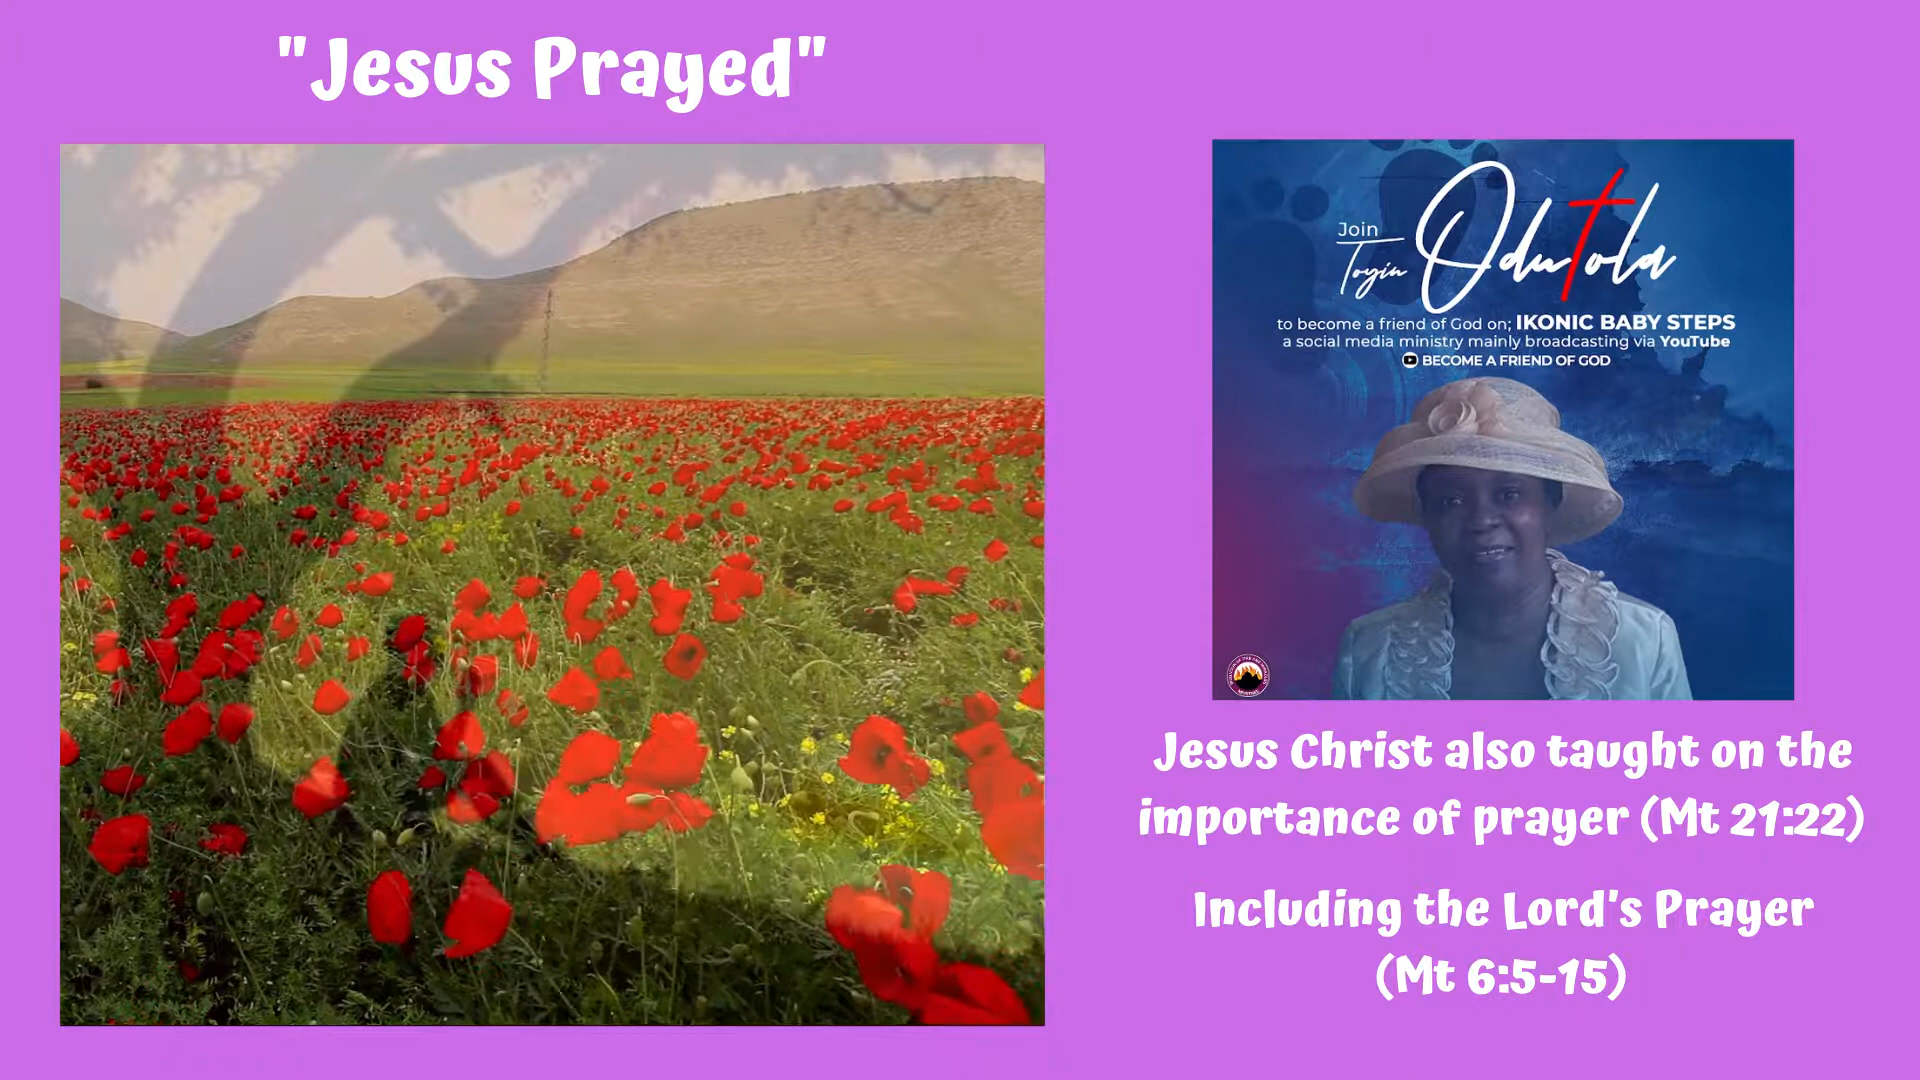 "Jesus Prayed"
Join
Toyin Odutola
to become a friend of God on; IKONIC BABY STEPS
a social media ministry mainly broadcasting via YouTube
BECOME A FRIEND OF GOD
Jesus Christ also taught on the
importance of prayer (Mt 21:22)
Including the Lord's Prayer
(Mt 6:5-15)